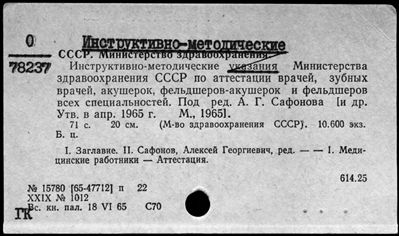 О
78237
Инструктивно-методические
СССР. Министерство здравоохранения
Инструктивно-методические указания Министерства
здравоохранения СССР по аттестации врачей, зубных
врачей, акушерок, фельдшеров-акушерок и фельдшеров
всех специальностей. Под ред. А. Г. Сафонова [и др.
Утв. в апр. 1965 г. М., 1965].
71 с. 20 см. (М-во здравоохранения СССР). 10.600 экз.
Б. ц.
I. Заглавие. II. Сафонов, Алексей Георгиевич, ред. — — I. Меди-
цинские работники — Аттестация.
614.25
№ 15780 [65-47712] п 22
XXIX № 1012
Вс. кн. пал. 18 VI 65 С70
ГК